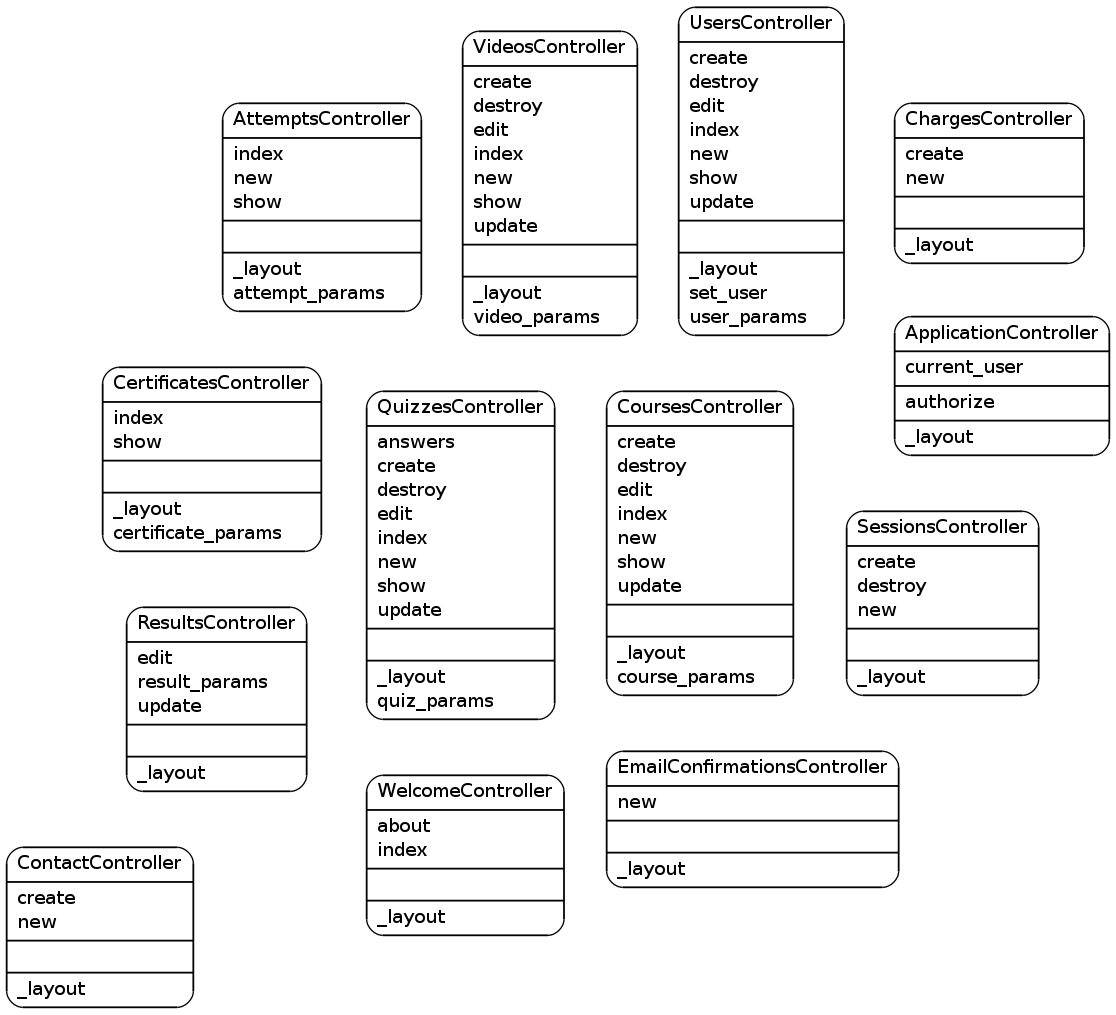 UsersController
create
destroy
edit
index
new
show
update
_layout
set_user
user_params
VideosController
create
destroy
edit
index
new
show
update
_layout
video_params
AttemptsController
index
new
show
_layout
attempt_params
ChargesController
create
new
_layout
ApplicationController
current_user
authorize
_layout
CertificatesController
index
show
_layout
certificate_params
QuizzesController
answers
create
destroy
edit
index
new
show
update
_layout
quiz_params
CoursesController
create
destroy
edit
index
new
show
update
_layout
course_params
SessionsController
create
destroy
new
_layout
ResultsController
edit
result_params
update
_layout
WelcomeController
about
index
_layout
EmailConfirmationsController
new
_layout
ContactController
create
new
_layout